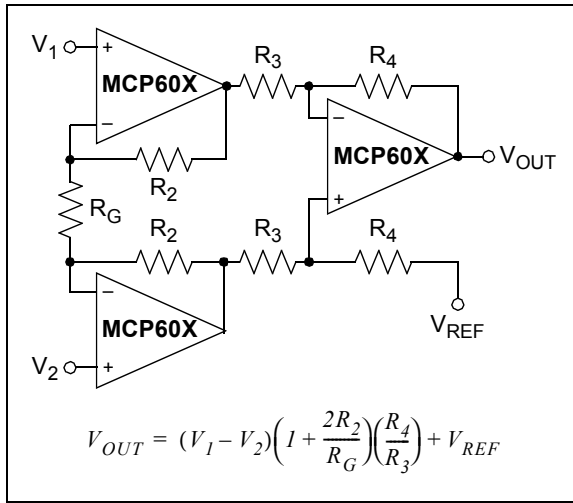 V1
+
MCP60X
−
R3
R4
R2
−
MCP60X
+
VOUT
RG
R2
R3
R4
−
MCP60X
VREF
V2
+
VOUT = (V1 – V2)(1 + 2R2/RG)(R4/R3) + VREF